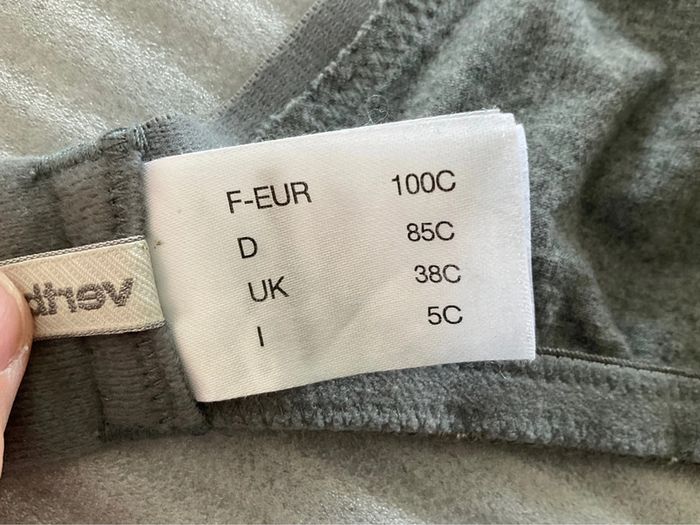 F-EUR 100C
D 85C
UK 38C
I 5C